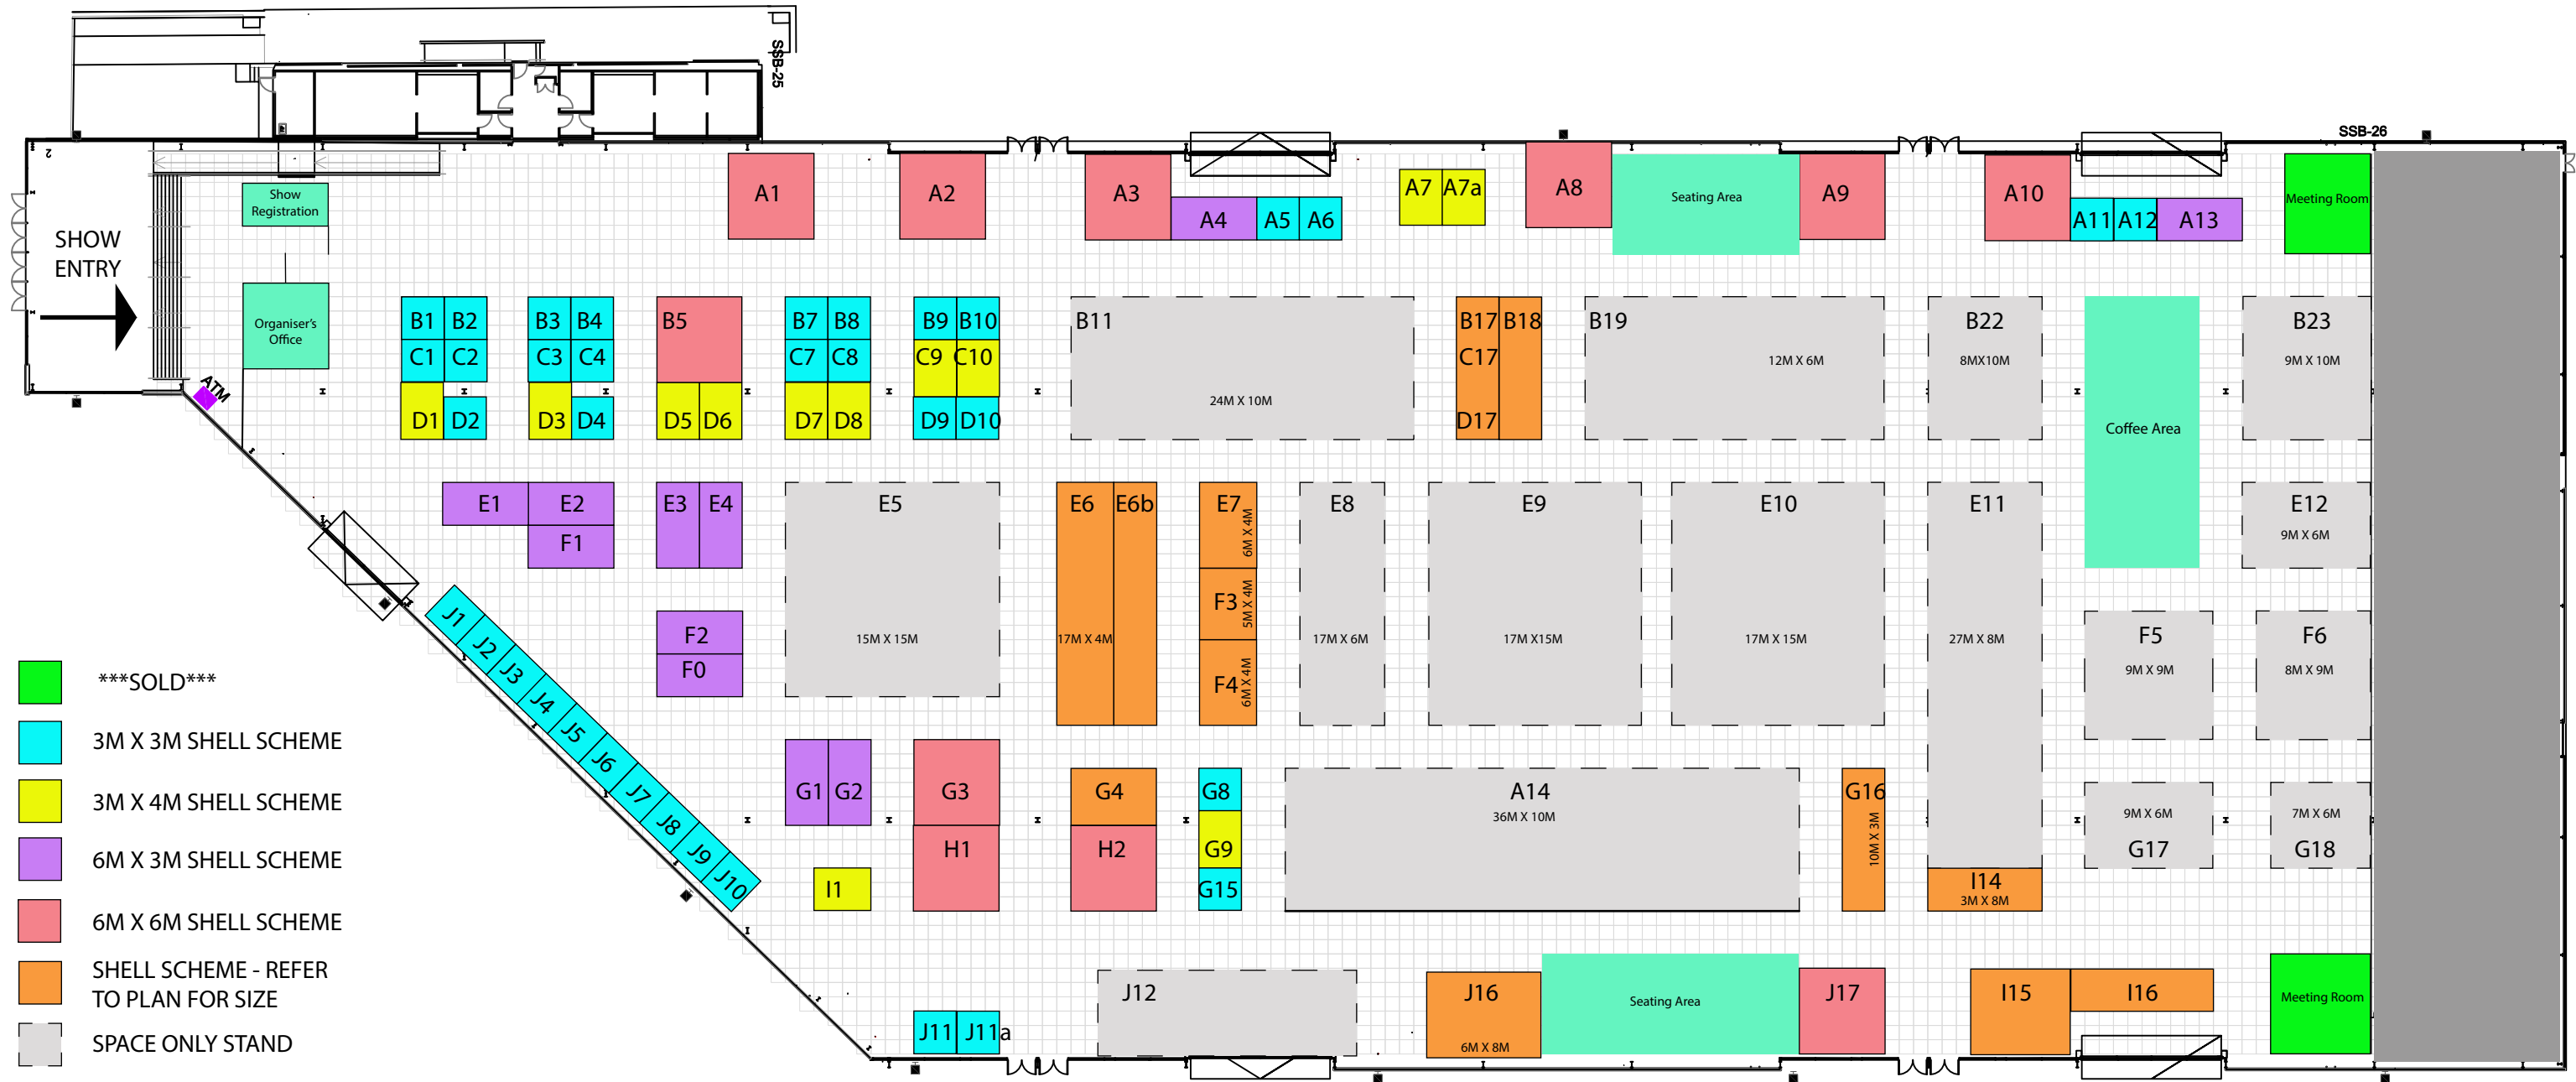 SSB-25
SSB-26
2
Show
Registration
SHOW
ENTRY
Organiser's
Office
ATM
A1
A2
A3
A4
A5
A6
A7
A7a
A8
Seating Area
A9
A10
A11
A12
A13
Meeting Room
B1
B2
B3
B4
B5
B7
B8
B9
B10
B11
24M X 10M
B17
B18
B19
12M X 6M
B22
8MX10M
B23
9M X 10M
C1
C2
C3
C4
C7
C8
C9
C10
C17
Coffee Area
D1
D2
D3
D4
D5
D6
D7
D8
D9
D10
D17
E1
E2
E3
E4
E5
15M X 15M
E6
17M X 4M
E6b
E7
6M X 4M
E8
17M X 6M
E9
17M X15M
E10
17M X 15M
E11
27M X 8M
E12
9M X 6M
F1
F2
F0
F3
5M X 4M
F4
6M X 4M
F5
9M X 9M
F6
8M X 9M
J1
J2
J3
J4
J5
J6
J7
J8
J9
J10
G1
G2
G3
G4
G8
G9
G15
A14
36M X 10M
G16
10M X 3M
9M X 6M
G17
7M X 6M
G18
H1
H2
I1
I14
3M X 8M
J11
J11a
J12
J16
6M X 8M
Seating Area
J17
I15
I16
Meeting Room
***SOLD***
3M X 3M SHELL SCHEME
3M X 4M SHELL SCHEME
6M X 3M SHELL SCHEME
6M X 6M SHELL SCHEME
SHELL SCHEME - REFER
TO PLAN FOR SIZE
SPACE ONLY STAND